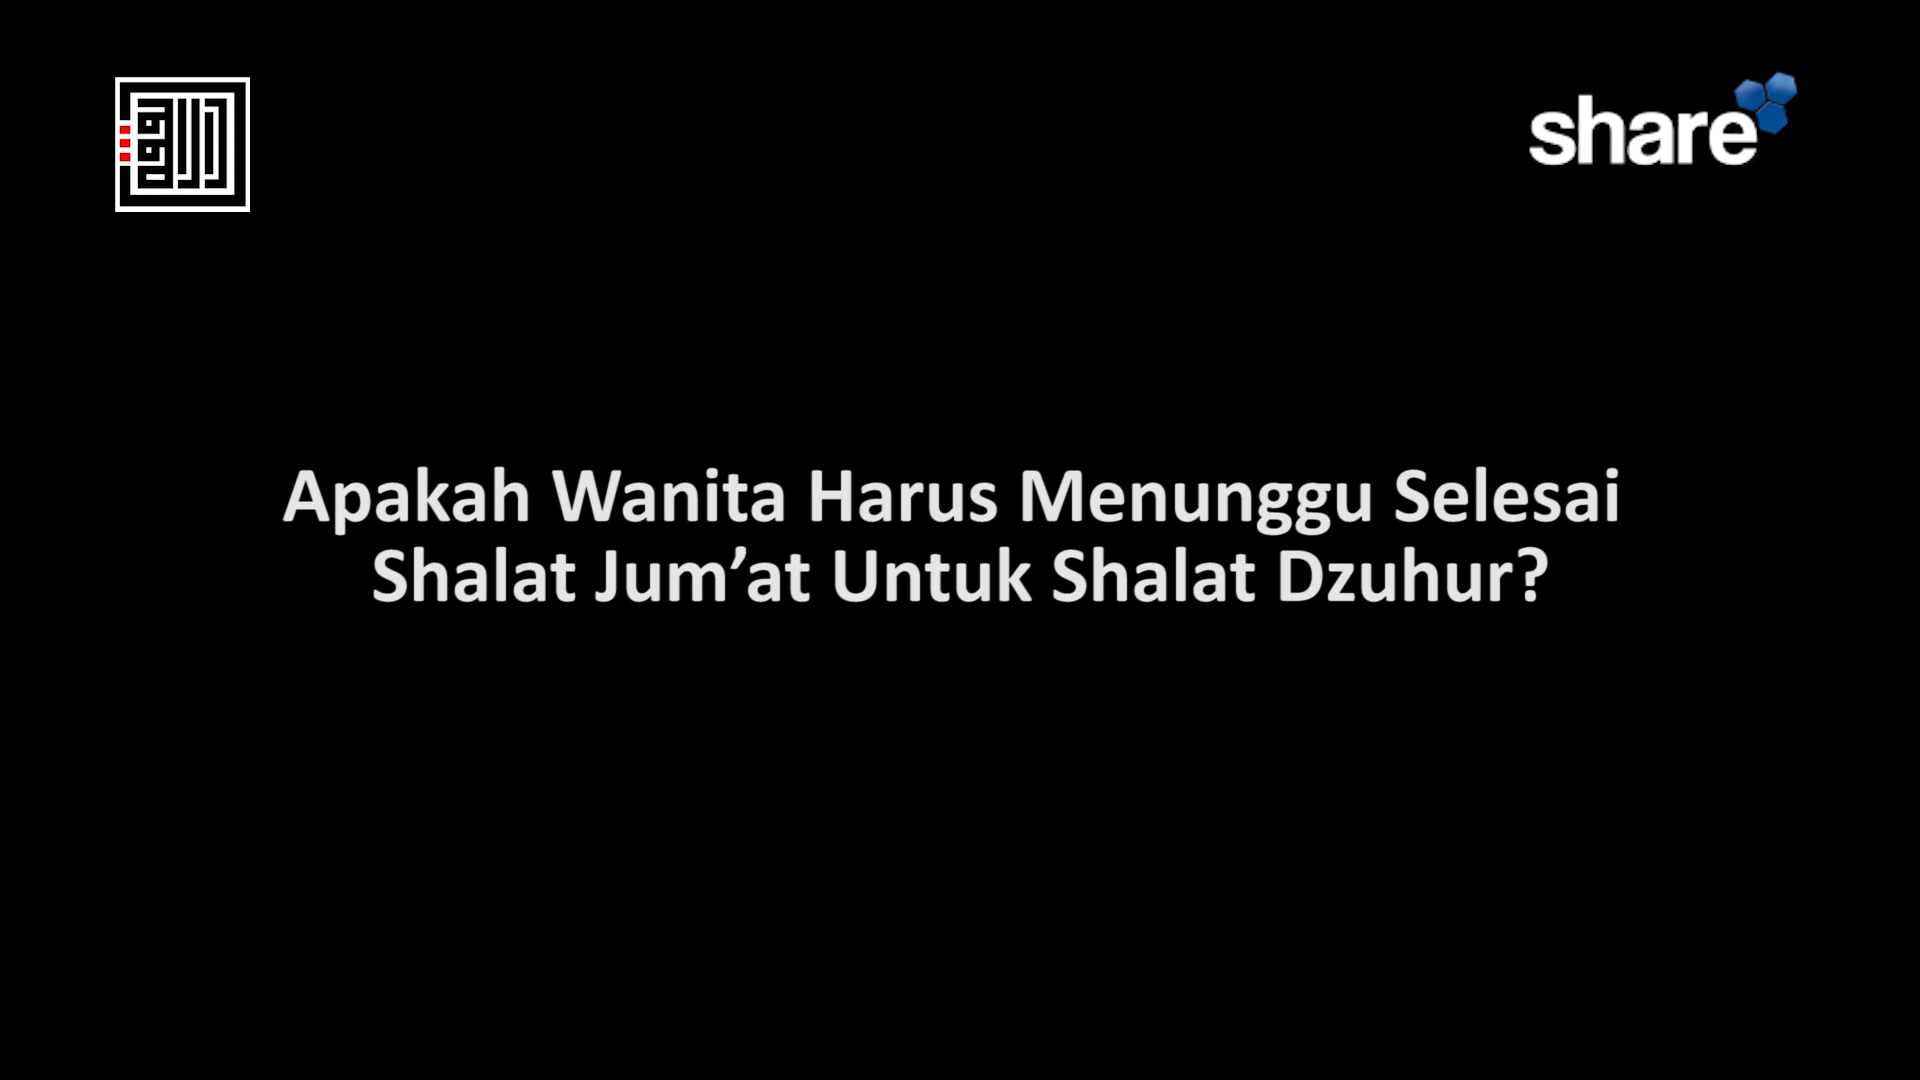 share
Apakah Wanita Harus Menunggu Selesai
Shalat Jum’at Untuk Shalat Dzuhur?